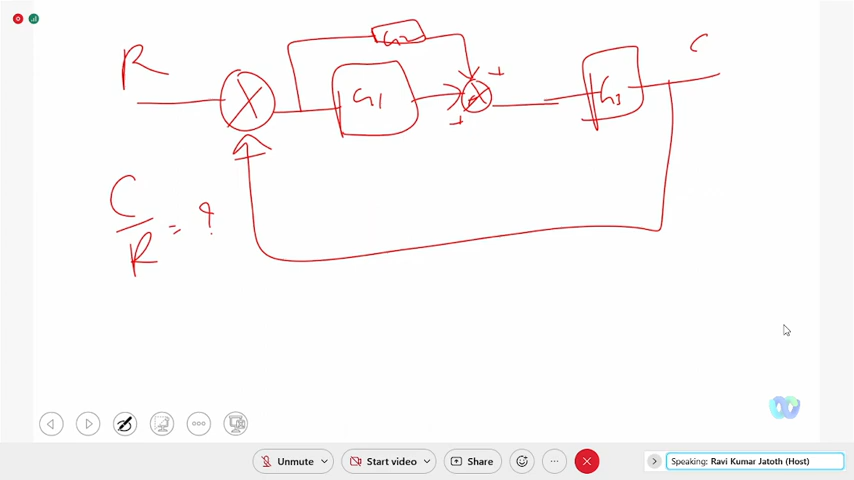 R
G2
G1
+
+
G3
C
C
R
= ?
Unmute
Start video
Share
Speaking: Ravi Kumar Jatoth (Host)